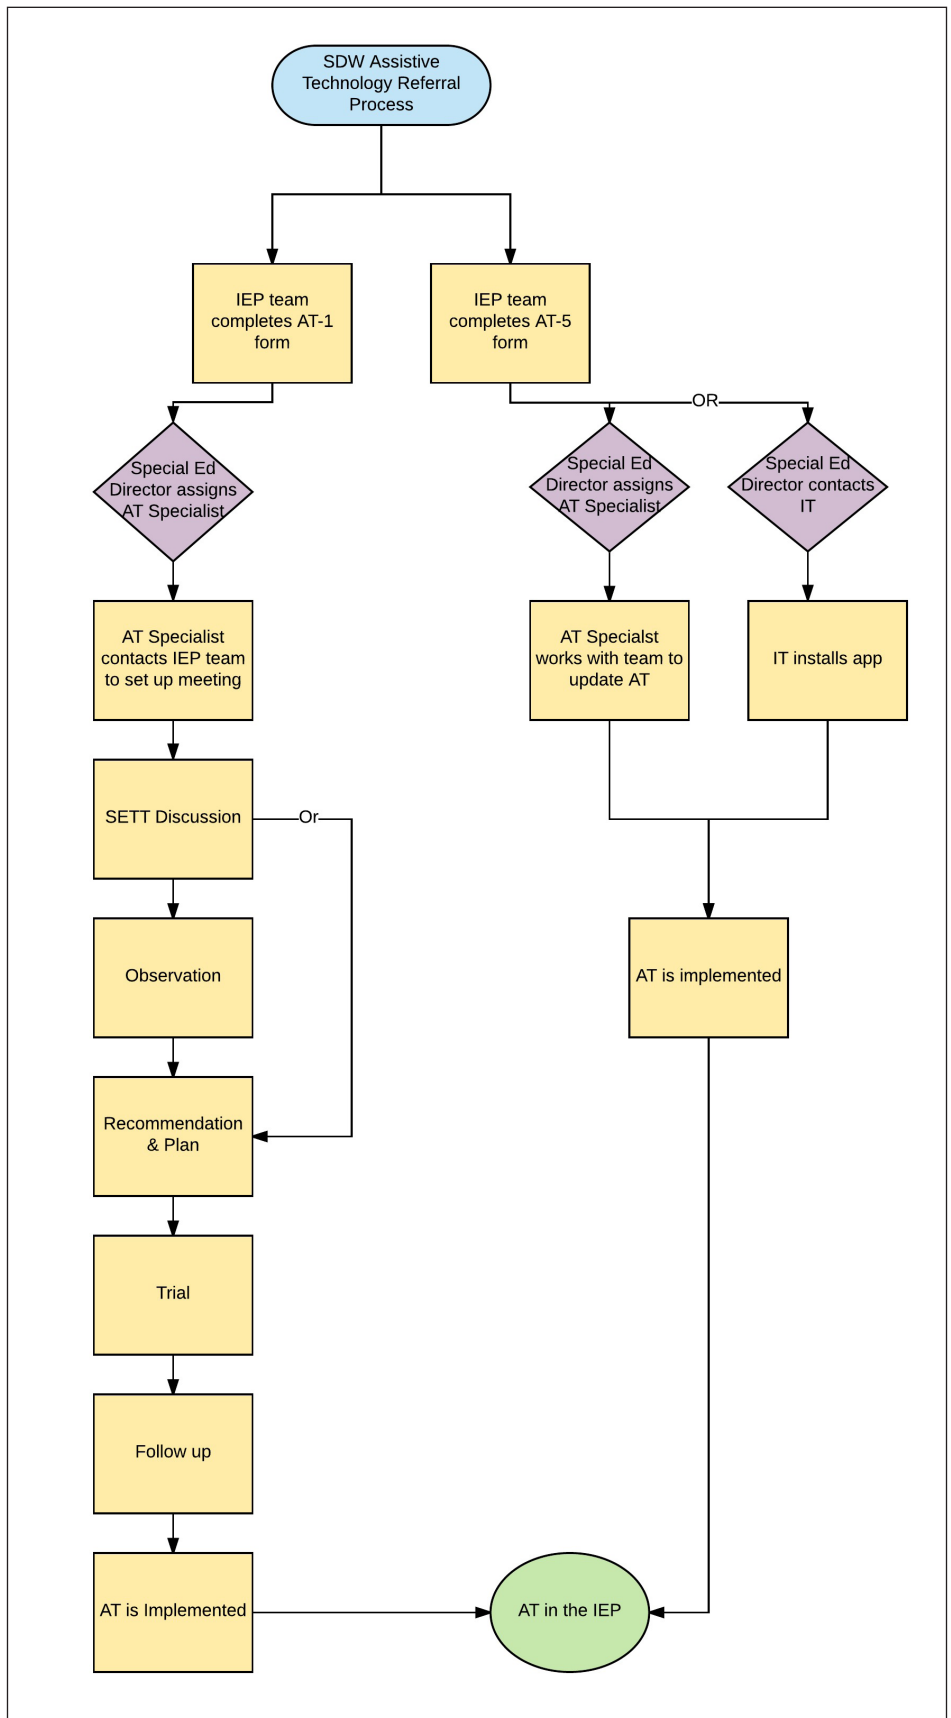 SDW Assistive
Technology Referral
Process
IEP team
completes AT-1
form
IEP team
completes AT-5
form
OR
Special Ed
Director assigns
AT Specialist
Special Ed
Director assigns
AT Specialist
Special Ed
Director contacts
IT
AT Specialist
contacts IEP team
to set up meeting
AT Specialst
works with team to
update AT
IT installs app
SETT Discussion
Or
Observation
AT is implemented
Recommendation
& Plan
Trial
Follow up
AT is Implemented
AT in the IEP